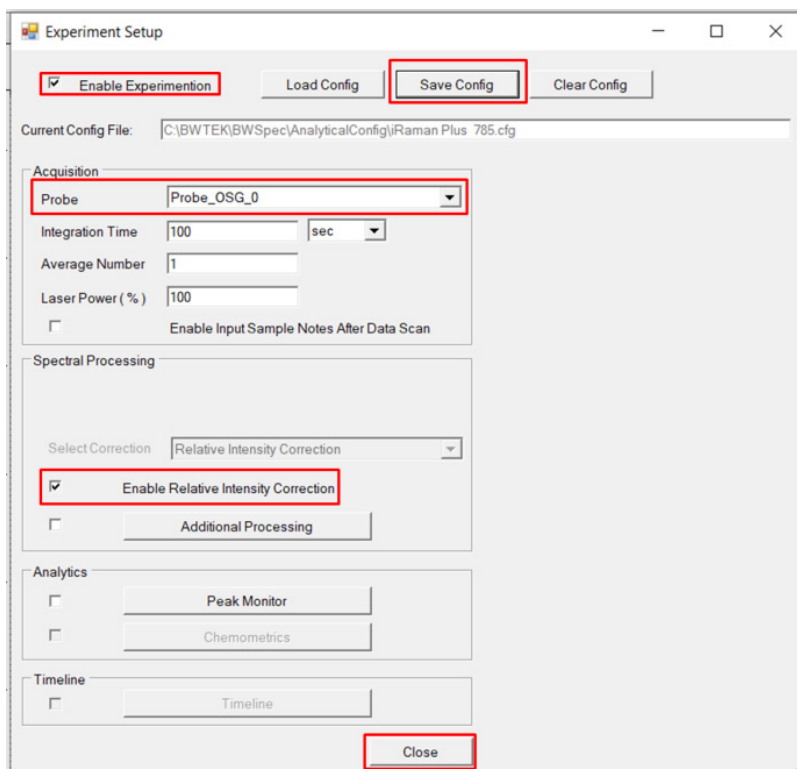 Experiment Setup
Enable Experimention Load Config Save Config Clear Config
Current Config File: C:\BWTEK\BWSpec\AnalyticalConfig\iRaman Plus 785.cfg
Acquisition
Probe Probe_OSG_0
Integration Time 100 sec
Average Number 1
Laser Power ( % ) 100
Enable Input Sample Notes After Data Scan
Spectral Processing
Select Correction Relative Intensity Correction
Enable Relative Intensity Correction
Additional Processing
Analytics
Peak Monitor
Chemometrics
Timeline
Timeline
Close